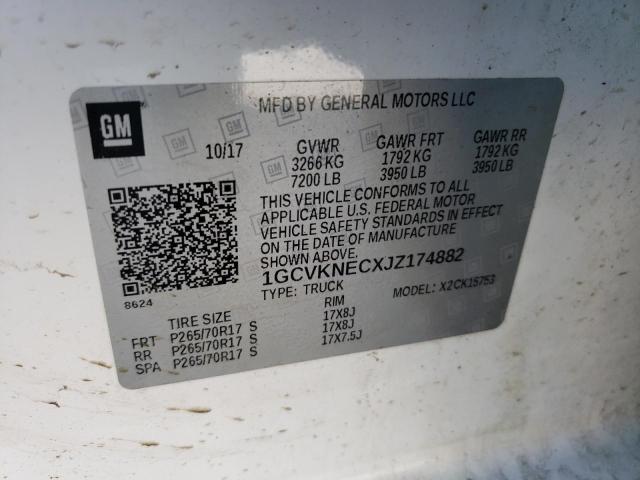 GM
MFD BY GENERAL MOTORS LLC
10/17 GVWR GAWR FRT GAWR RR
3266 KG 1792 KG 1792 KG
7200 LB 3950 LB 3950 LB
THIS VEHICLE CONFORMS TO ALL
APPLICABLE U.S. FEDERAL MOTOR
VEHICLE SAFETY STANDARDS IN EFFECT
ON THE DATE OF MANUFACTURE
SHOWN ABOVE.
1GCVKNECXJZ174882
8624
TYPE: TRUCK MODEL: X2CK15753
TIRE SIZE RIM
FRT P265/70R17 S 17X8J
RR P265/70R17 S 17X8J
SPA P265/70R17 S 17X7.5J